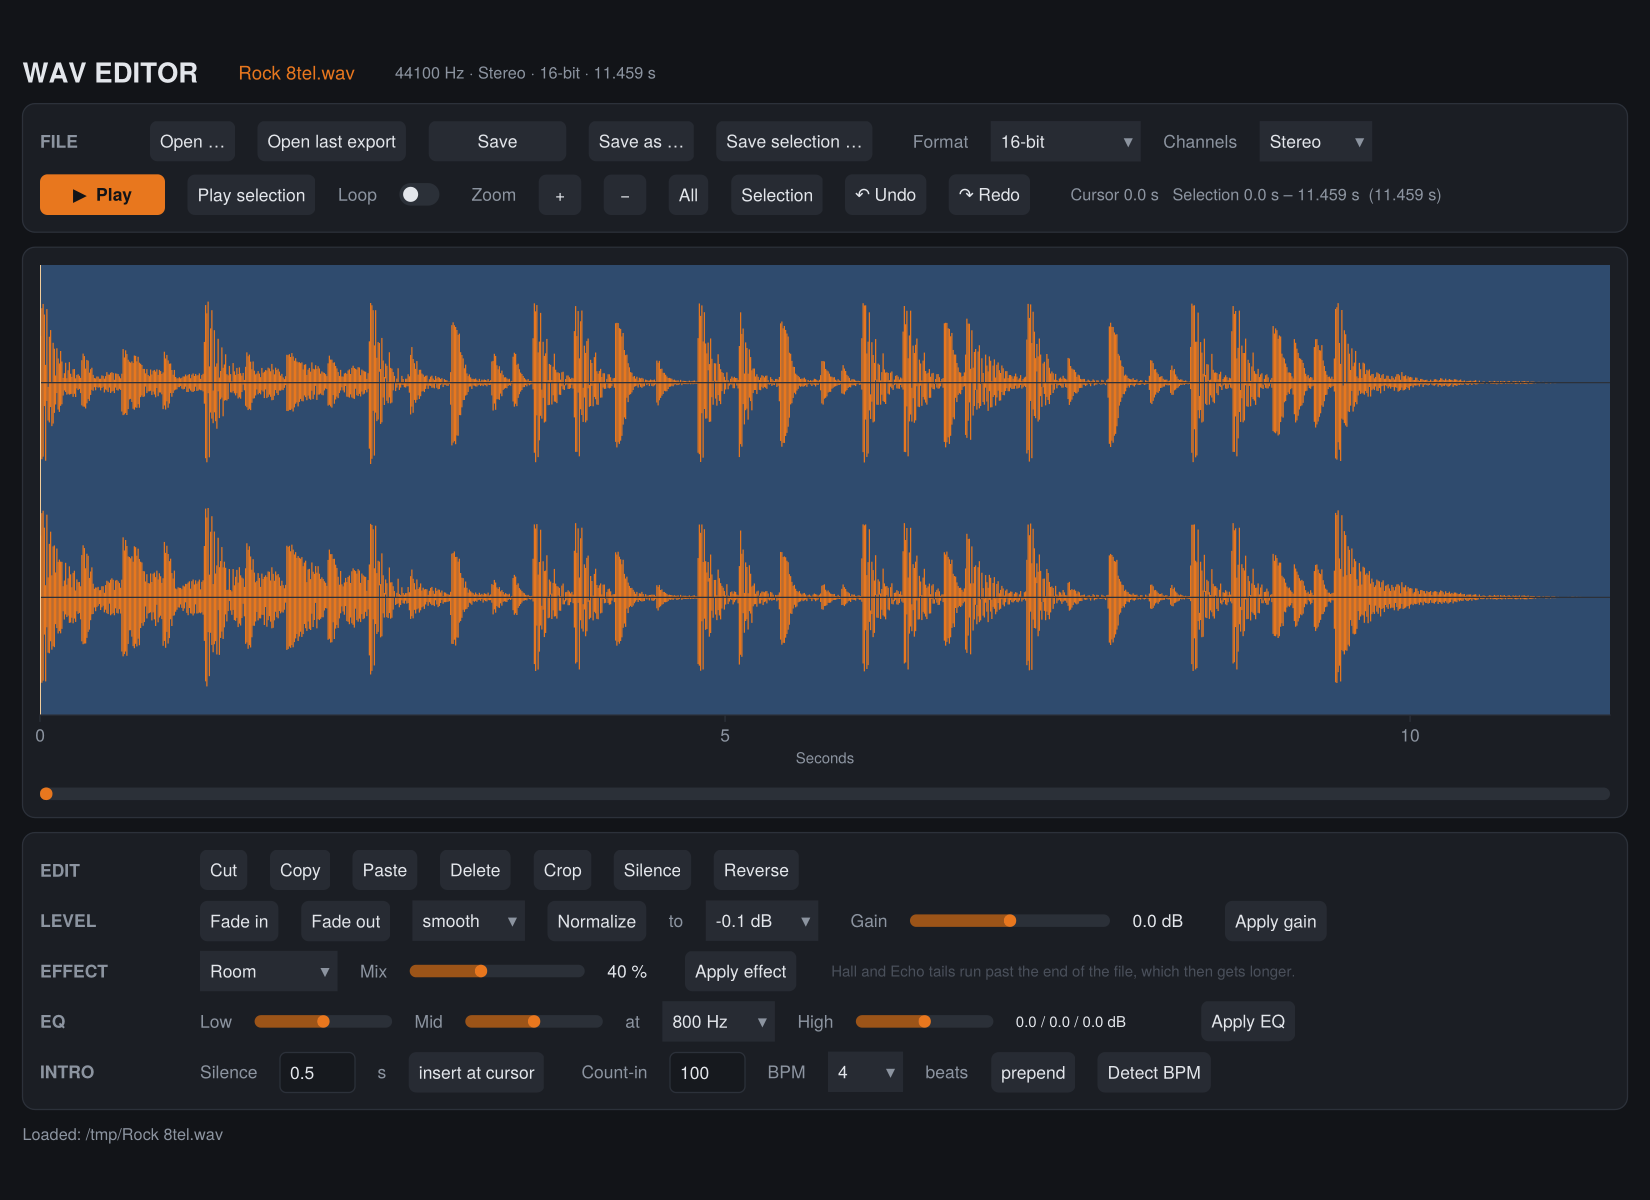 WAV EDITOR Rock 8tel.wav 44100 Hz · Stereo · 16-bit · 11.459 s
FILE Open ... Open last export Save Save as ... Save selection ... Format 16-bit ▼ Channels Stereo ▼
▶ Play Play selection Loop Zoom + − All Selection ↶ Undo ↷ Redo Cursor 0.0 s Selection 0.0 s – 11.459 s (11.459 s)
0 5 10
Seconds
EDIT Cut Copy Paste Delete Crop Silence Reverse
LEVEL Fade in Fade out smooth ▼ Normalize to -0.1 dB ▼ Gain 0.0 dB Apply gain
EFFECT Room ▼ Mix 40 % Apply effect Hall and Echo tails run past the end of the file, which then gets longer.
EQ Low Mid at 800 Hz ▼ High 0.0 / 0.0 / 0.0 dB Apply EQ
INTRO Silence 0.5 s insert at cursor Count-in 100 BPM 4 ▼ beats prepend Detect BPM
Loaded: /tmp/Rock 8tel.wav